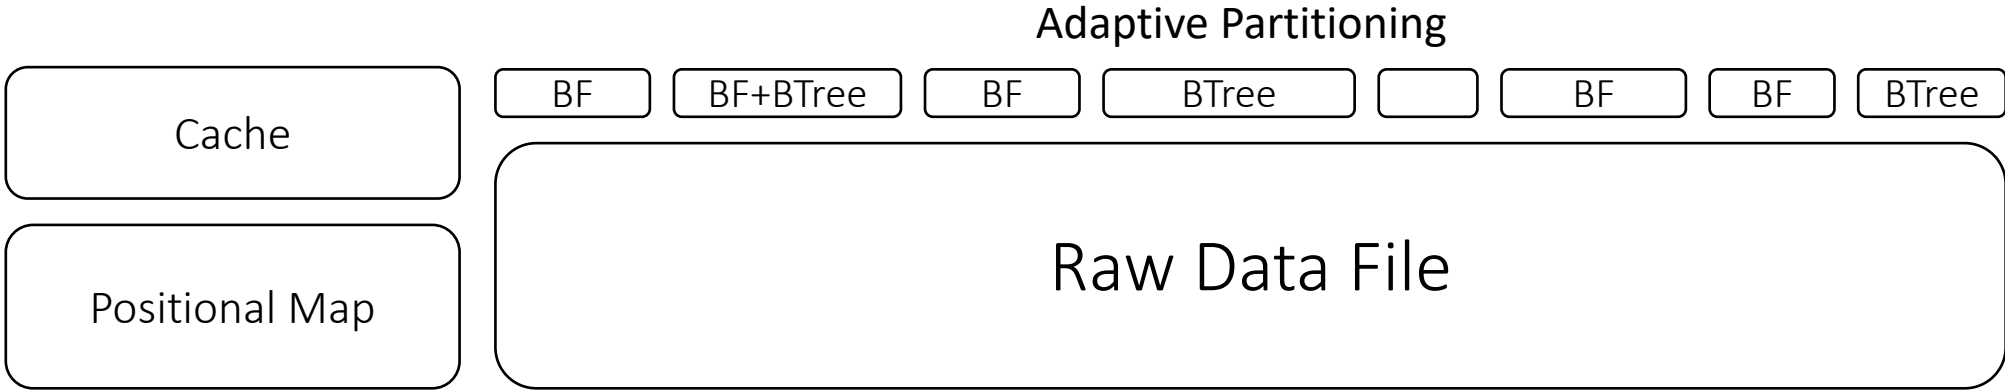 Adaptive Partitioning
BF
BF+BTree
BF
BTree
BF
BF
BTree
Cache
Positional Map
Raw Data File